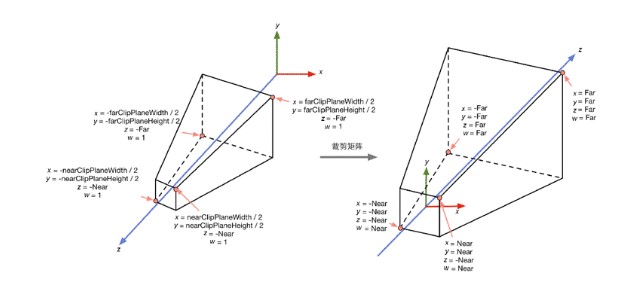 y
x
x = farClipPlaneWidth / 2
y = farClipPlaneHeight / 2
z = -Far
w = 1
x = -farClipPlaneWidth / 2
y = -farClipPlaneHeight / 2
z = -Far
w = 1
x = -nearClipPlaneWidth / 2
y = -nearClipPlaneHeight / 2
z = -Near
w = 1
x = nearClipPlaneWidth / 2
y = nearClipPlaneHeight / 2
z = -Near
w = 1
z
裁剪矩阵
z
x = Far
y = Far
z = Far
w = Far
x = -Far
y = -Far
z = Far
w = Far
y
x
x = -Near
y = -Near
z = -Near
w = Near
x = Near
y = Near
z = -Near
w = Near